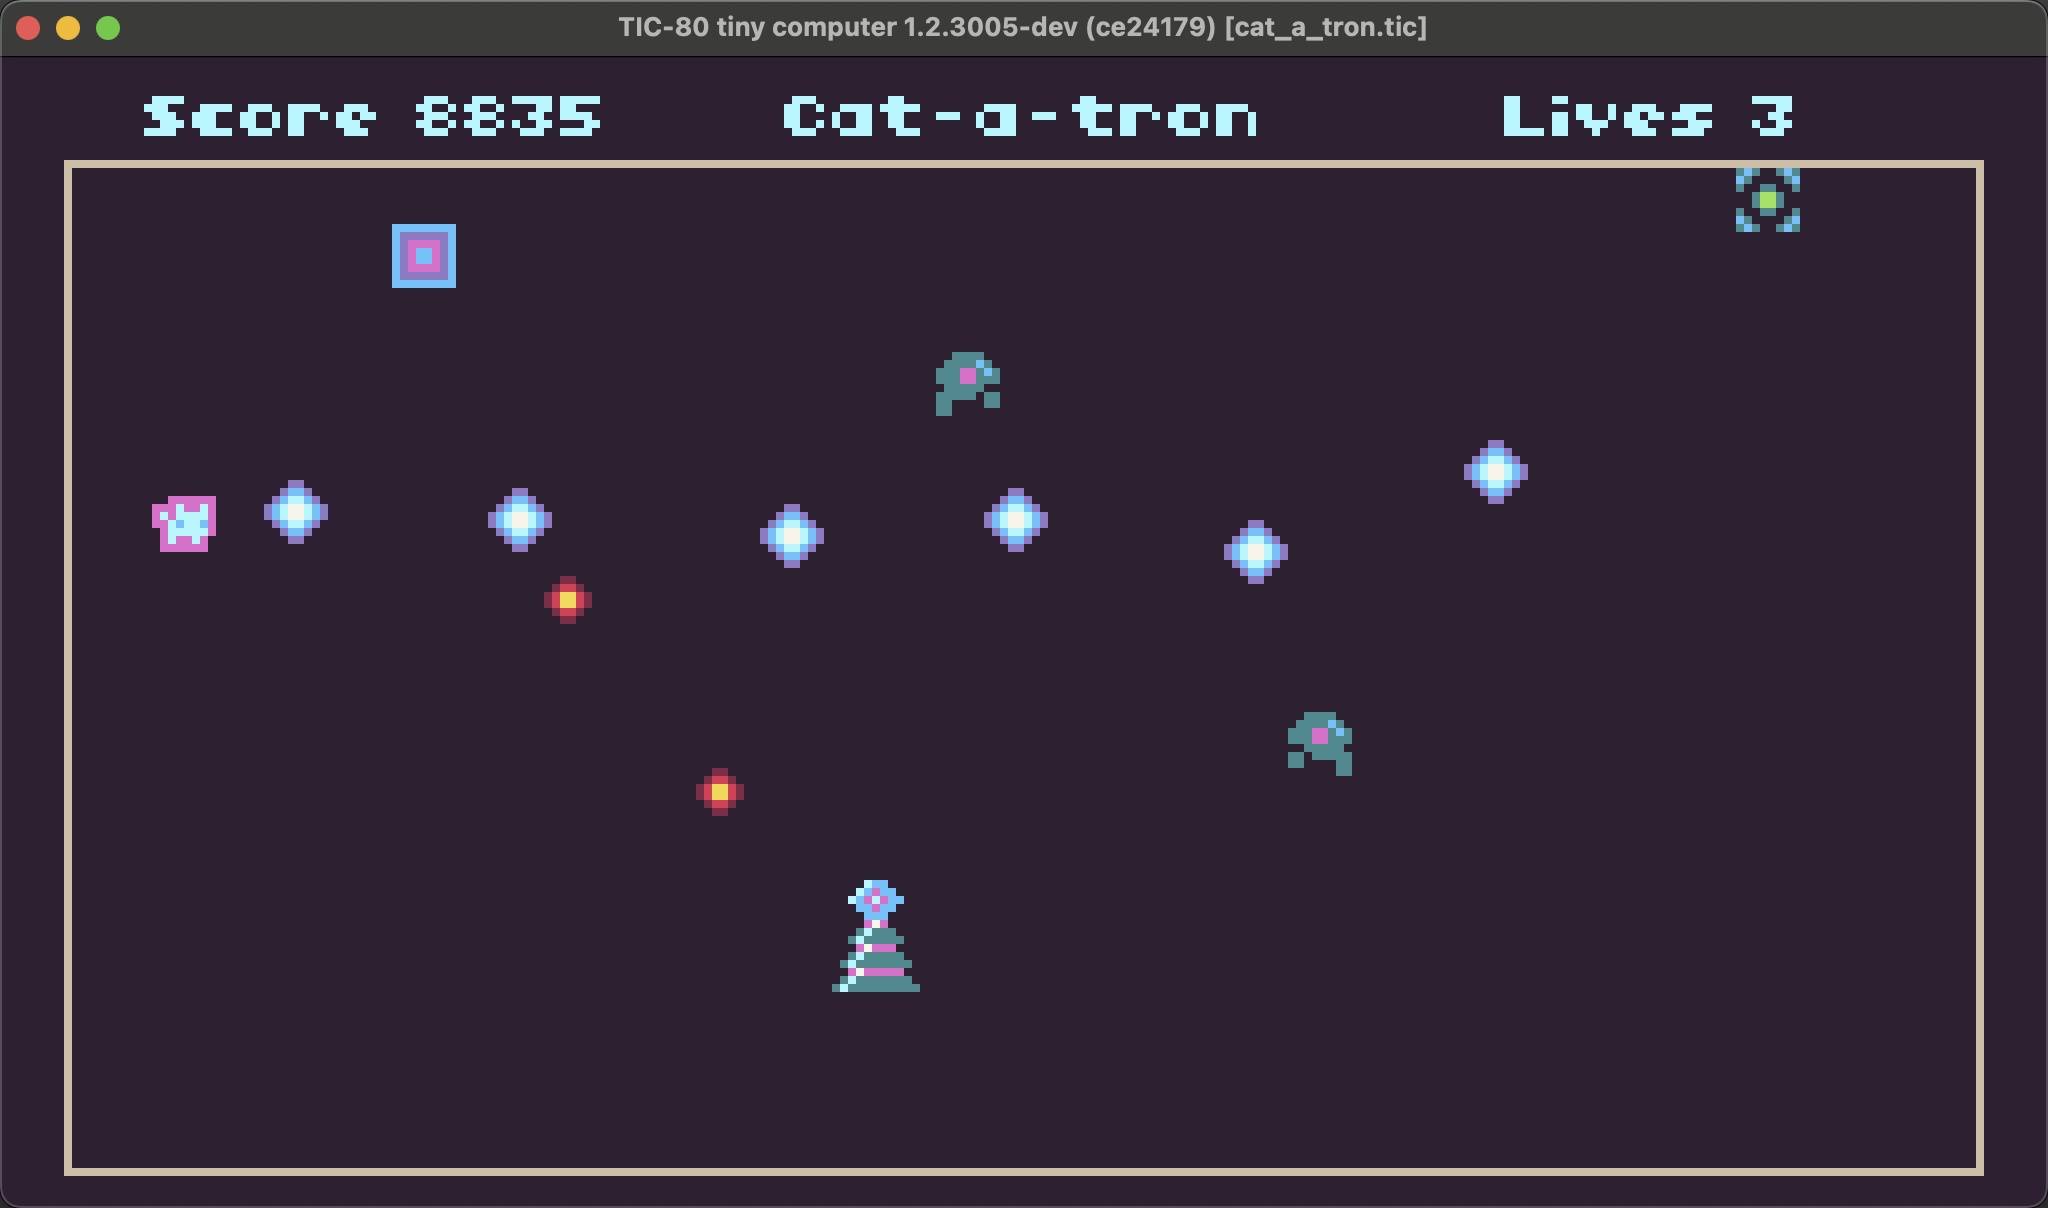 TIC-80 tiny computer 1.2.3005-dev (ce24179) [cat_a_tron.tic]
Score 8835 Cat-a-tron Lives 3